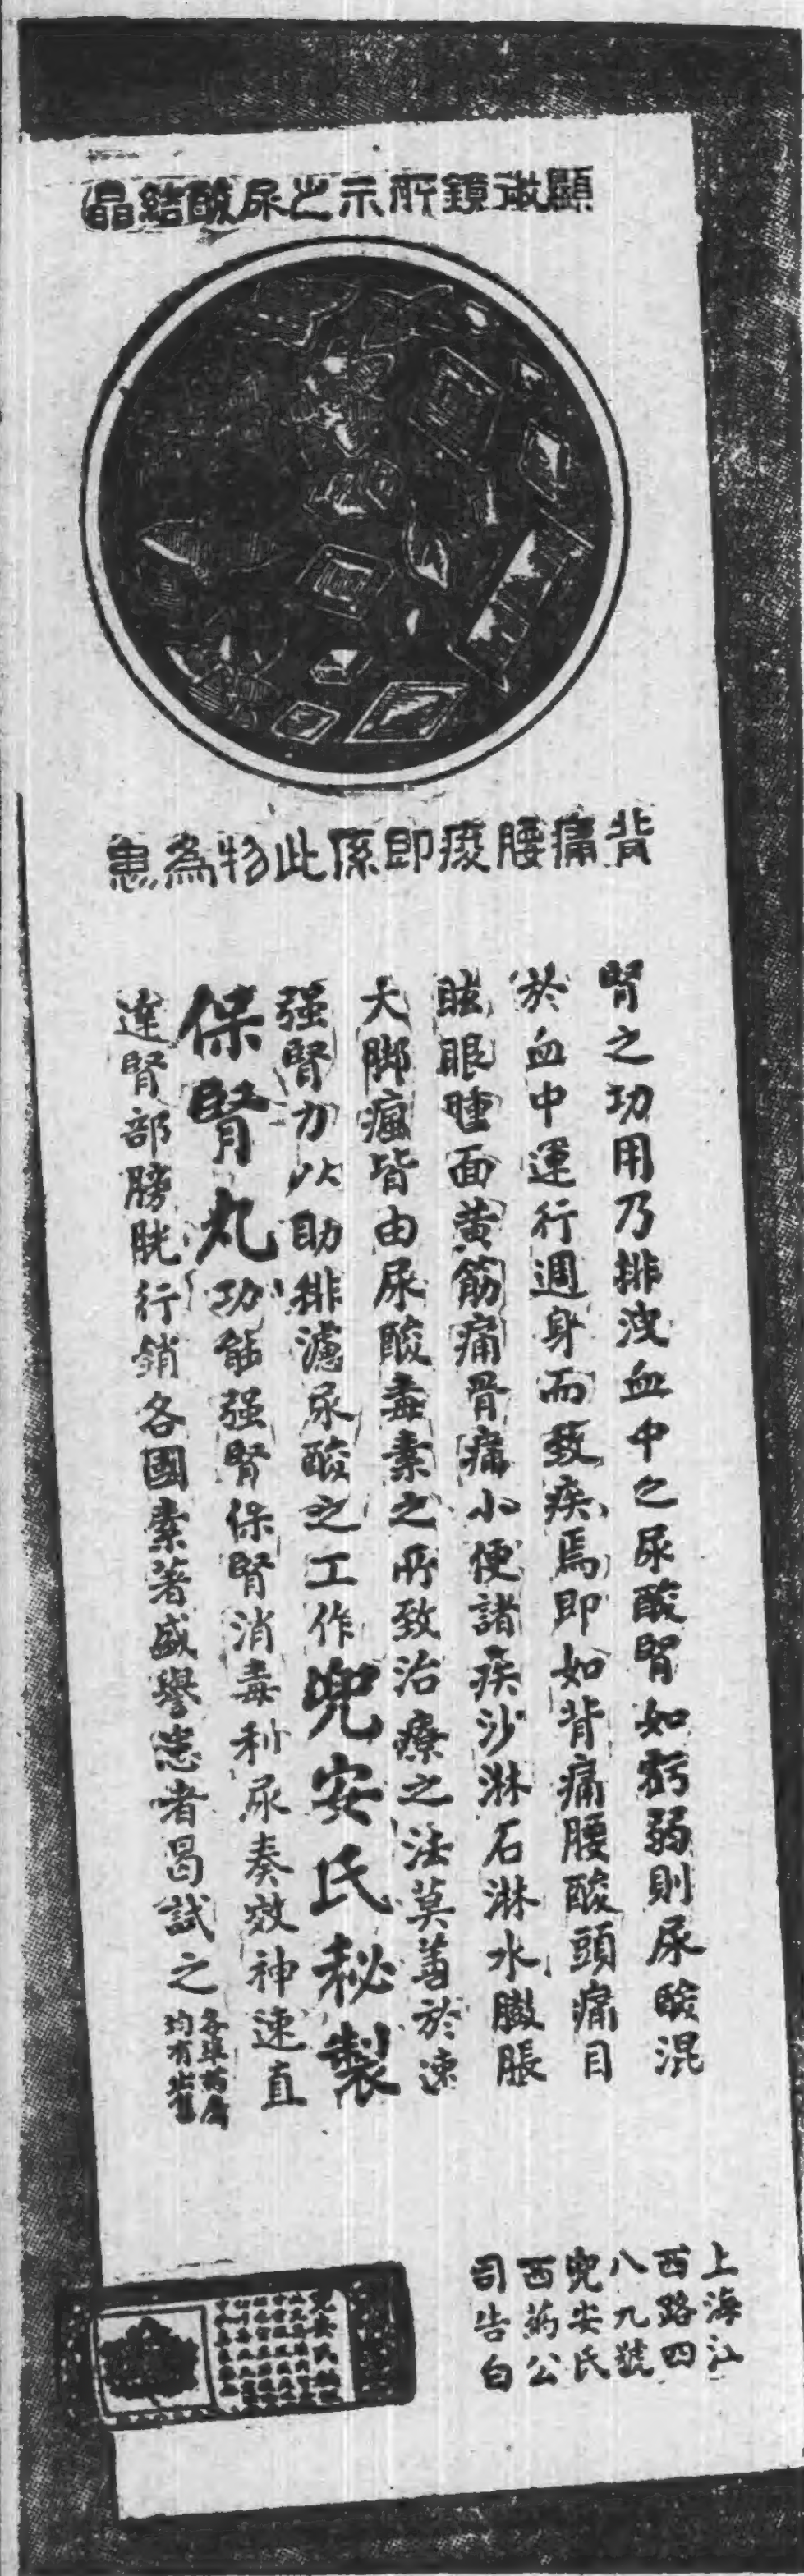 顯微鏡所示之尿酸結晶
背痛腰痠即係此物為患
腎之功用乃排洩血中之尿酸腎如虧弱則尿酸混
於血中運行週身而致疾焉即如背痛腰酸頭痛目
眩眼腫面黃筋痛骨痛小便諸疾沙淋石淋水臌脹
大脚瘋皆由尿酸毒素之所致治療之法莫善於速
强腎力以助排濾尿酸之工作兜安氏秘製
保腎丸功能强腎保腎消毒利尿奏效神速直
達腎部膀胱行銷各國素著盛譽患者曷試之
各藥房
均有出售
上海江
西路四
八九號
兜安氏
西葯公
司告白